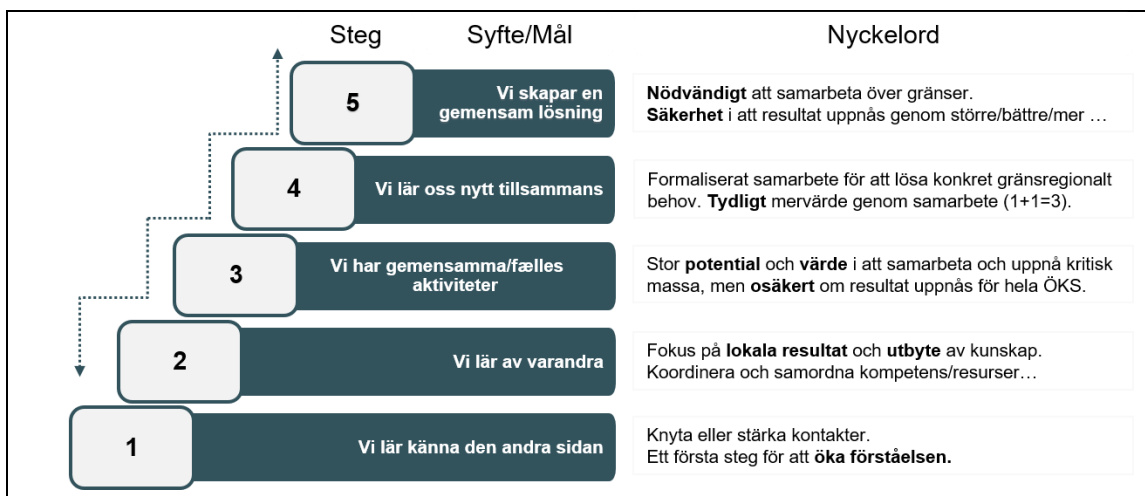 Steg Syfte/Mål Nyckelord
5
Vi skapar en
gemensam lösning
Nödvändigt att samarbeta över gränser.
Säkerhet i att resultat uppnås genom större/bättre/mer …
4
Vi lär oss nytt tillsammans
Formaliserat samarbete för att lösa konkret gränsregionalt
behov. Tydligt mervärde genom samarbete (1+1=3).
3
Vi har gemensamma/fælles
aktiviteter
Stor potential och värde i att samarbeta och uppnå kritisk
massa, men osäkert om resultat uppnås för hela ÖKS.
2
Vi lär av varandra
Fokus på lokala resultat och utbyte av kunskap.
Koordinera och samordna kompetens/resurser…
1
Vi lär känna den andra sidan
Knyta eller stärka kontakter.
Ett första steg för att öka förståelsen.